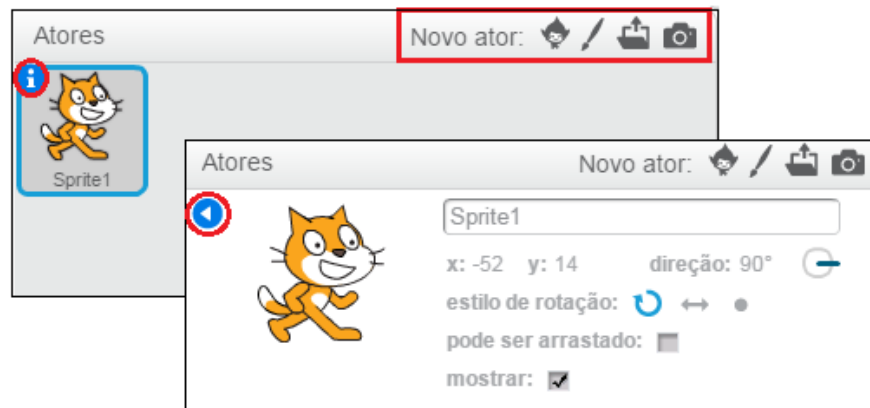 Atores Novo ator:
i
Sprite1
Atores Novo ator:
Sprite1
x: -52 y: 14 direção: 90°
estilo de rotação:
pode ser arrastado:
mostrar: